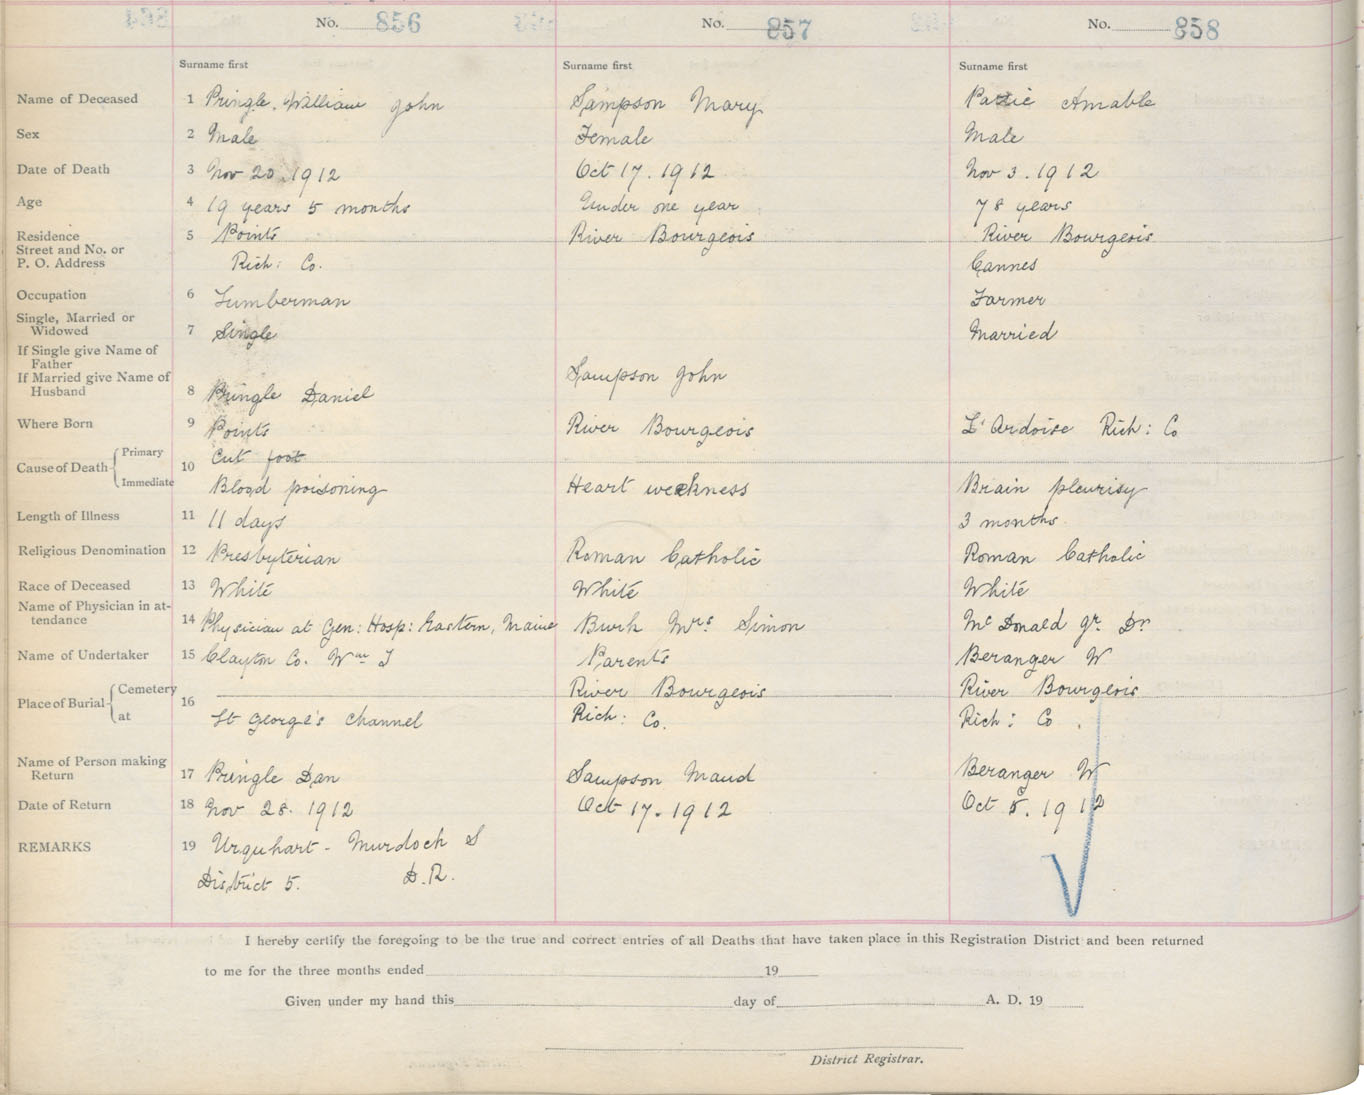 No. 856 No. 857 No. 858
Surname first Surname first Surname first
Name of Deceased 1 Pringle, William John Sampson Mary Amable
Sex 2 Male Female Male
Date of Death 3 Nov 20. 1912 Oct 17. 1912 Nov 3. 1912
Age 4 19 years 5 months Under one year 78 years
Residence 5 Points River Bourgeois River Bourgeois
Street and No. or
P. O. Address Rich: Co. Cannes
Occupation 6 Lumberman Farmer
Single, Married or
Widowed 7 Single Married
If Single give Name of
Father
If Married give Name of Sampson John
Husband 8 Pringle Daniel
Where Born 9 Points River Bourgeois L'Ardoise Rich: Co
Cause of Death Primary 10 Cut foot
Immediate Blood poisoning Heart weakness Brain pleurisy
Length of Illness 11 11 days 3 months
Religious Denomination 12 Presbyterian Roman Catholic Roman Catholic
Race of Deceased 13 White White White
Name of Physician in at-
tendance 14 Physician at Gen: Hosp: Eastern, Maine Burk Mrs Simon McDonald Jr. Dr
Name of Undertaker 15 Clayton Co. Wm J Parents Beranger W
Place of Burial Cemetery 16 River Bourgeois River Bourgeois
at St George's Channel Rich: Co. Rich: Co.
Name of Person making
Return 17 Pringle Dan Sampson Maud Beranger W
Date of Return 18 Nov 28. 1912 Oct 17. 1912 Oct 5. 1912
REMARKS 19 Urquhart - Murdoch S
District 5. D.R.
I hereby certify the foregoing to be the true and correct entries of all Deaths that have taken place in this Registration District and been returned
to me for the three months ended 19
Given under my hand this day of A. D. 19
District Registrar.